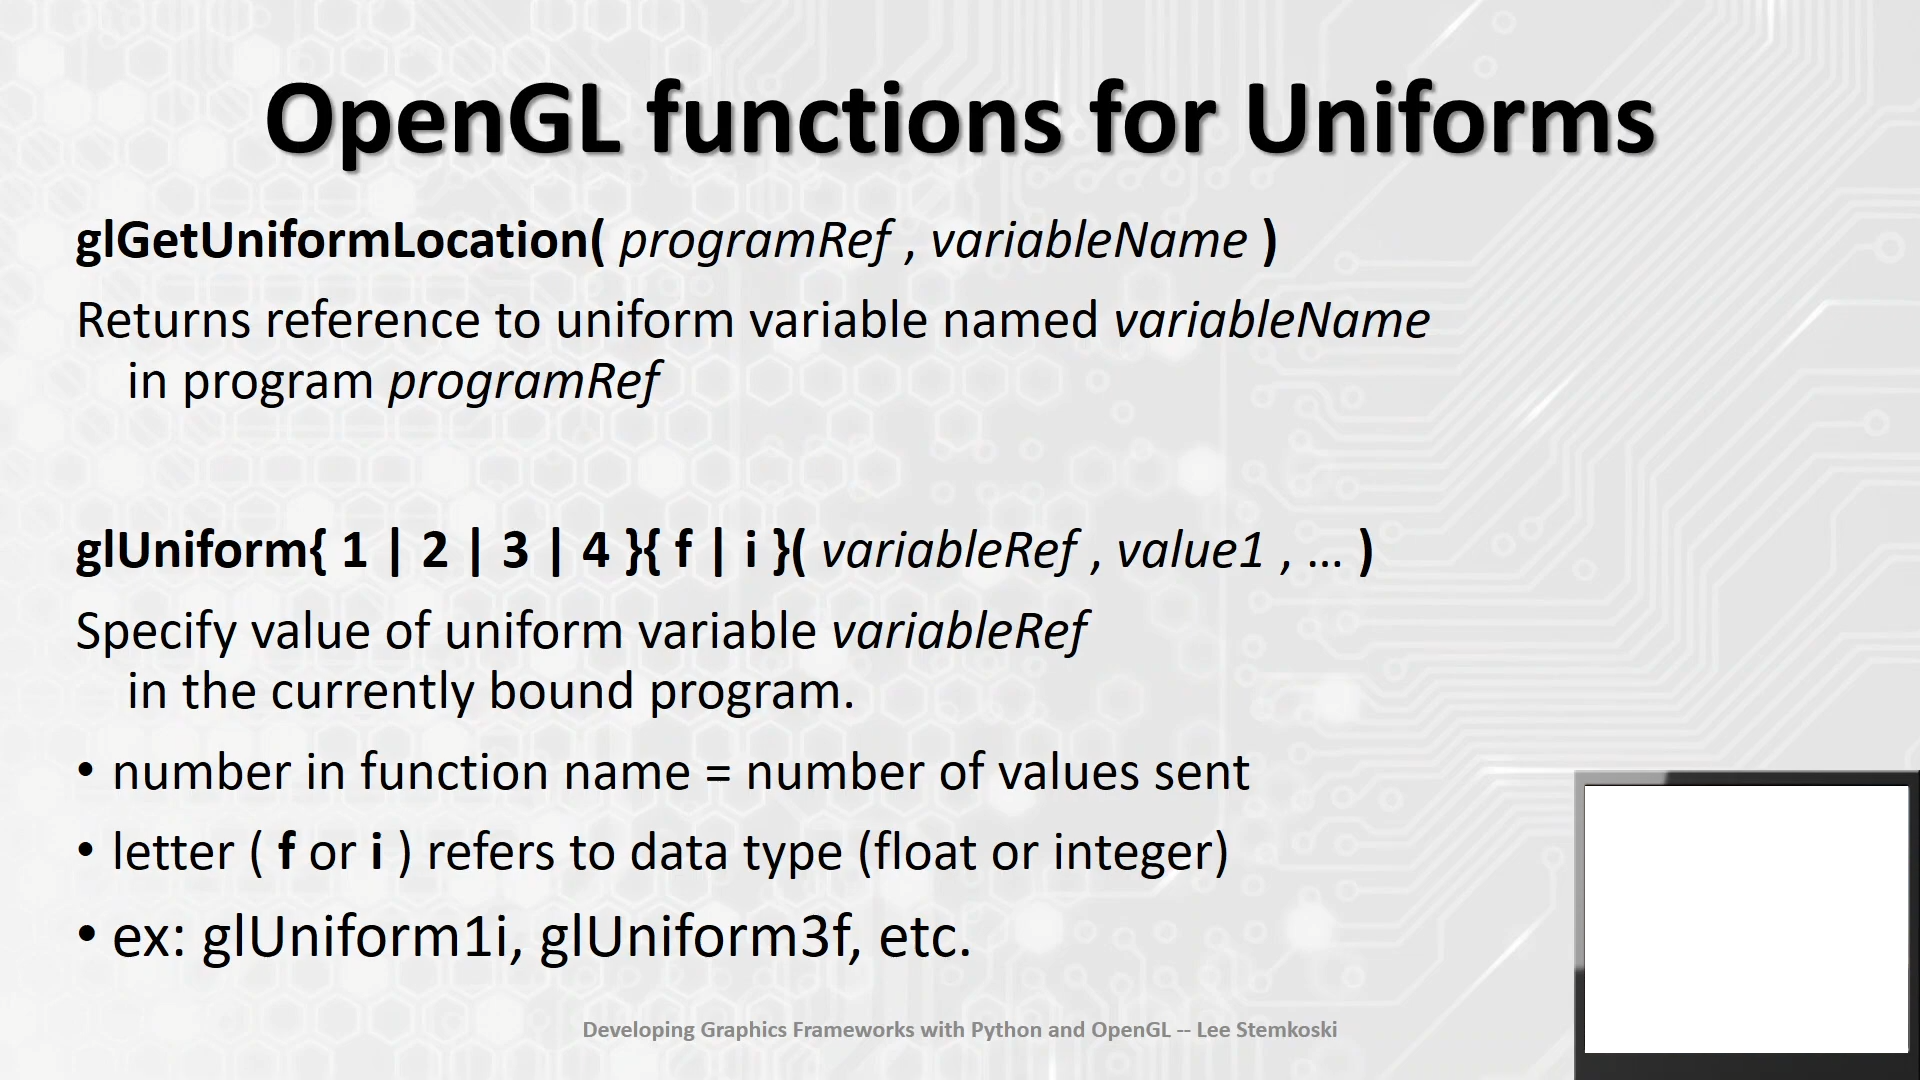 OpenGL functions for Uniforms
glGetUniformLocation( programRef , variableName )
Returns reference to uniform variable named variableName
in program programRef
glUniform{ 1 | 2 | 3 | 4 }{ f | i }( variableRef , value1 , ... )
Specify value of uniform variable variableRef
in the currently bound program.
• number in function name = number of values sent
• letter ( f or i ) refers to data type (float or integer)
• ex: glUniform1i, glUniform3f, etc.
Developing Graphics Frameworks with Python and OpenGL -- Lee Stemkoski